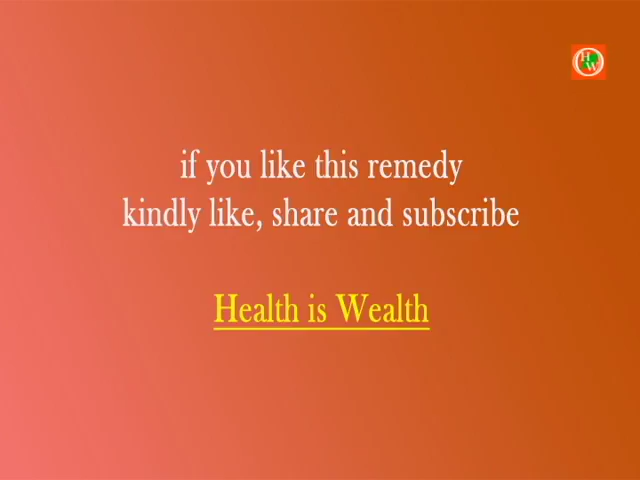 H
W
if you like this remedy
kindly like, share and subscribe
Health is Wealth